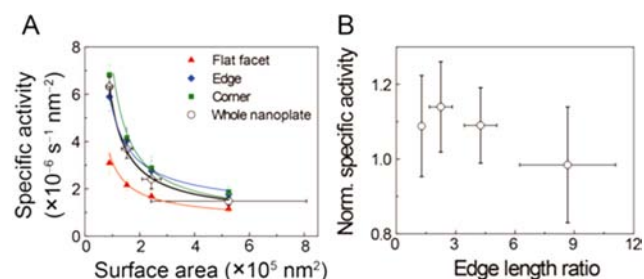 A
Specific activity
(×10⁻⁶ s⁻¹ nm⁻²)
8
6
4
2
0
Flat facet
Edge
Corner
Whole nanoplate
0 2 4 6 8
Surface area (×10⁵ nm²)
B
Norm. specific activity
1.2
1.0
0.8
0 3 6 9 12
Edge length ratio